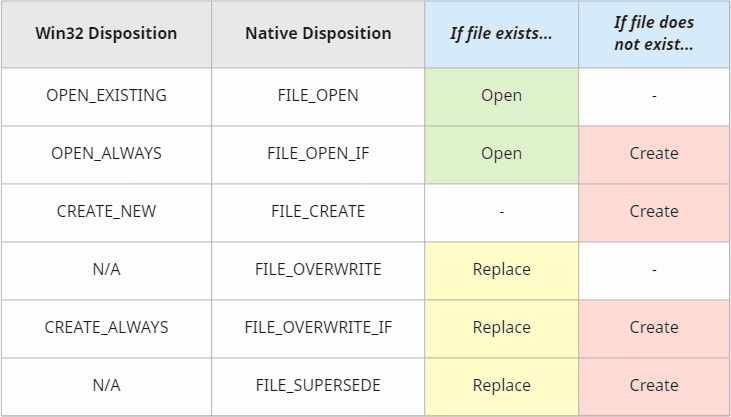 Win32 Disposition Native Disposition If file exists... If file does not exist...
OPEN_EXISTING FILE_OPEN Open -
OPEN_ALWAYS FILE_OPEN_IF Open Create
CREATE_NEW FILE_CREATE - Create
N/A FILE_OVERWRITE Replace -
CREATE_ALWAYS FILE_OVERWRITE_IF Replace Create
N/A FILE_SUPERSEDE Replace Create